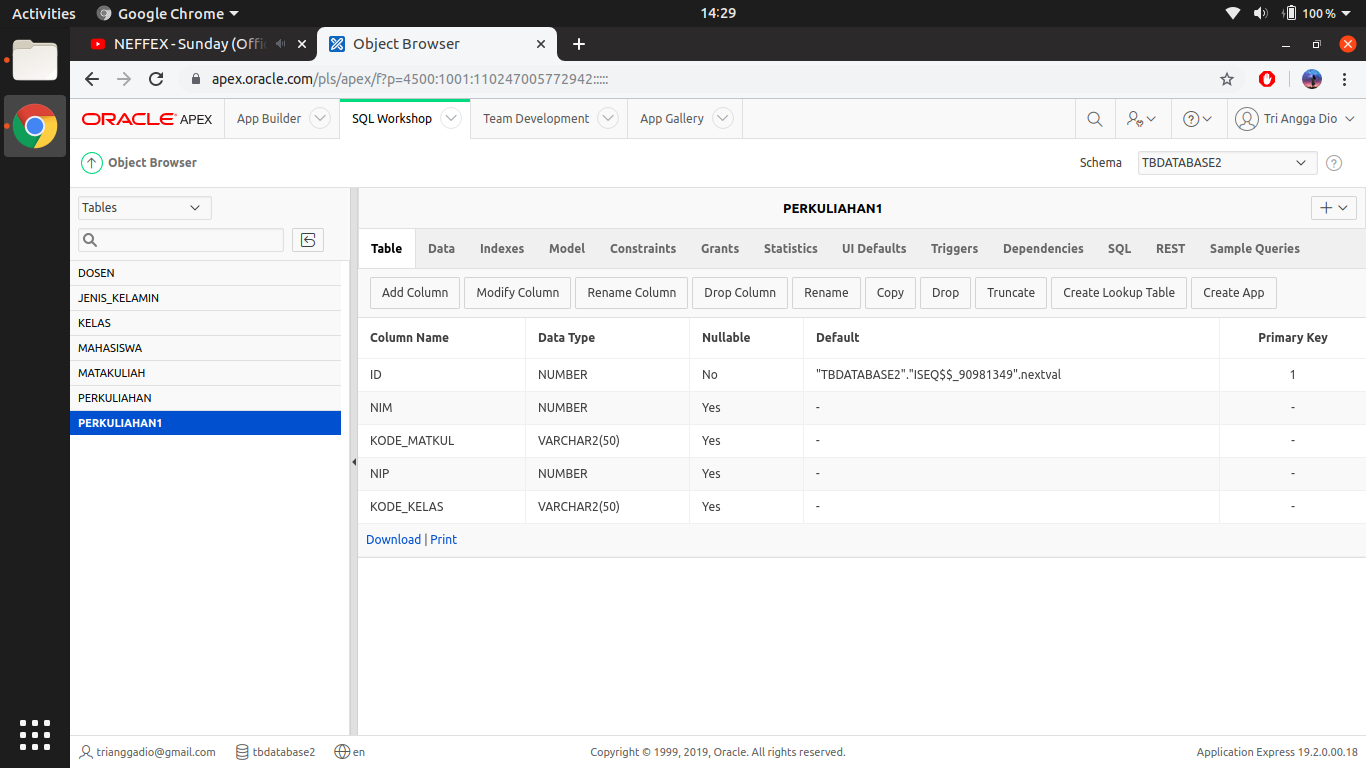 Activities Google Chrome 14:29 100 %
NEFFEX - Sunday (Offi Object Browser
apex.oracle.com/pls/apex/f?p=4500:1001:110247005772942:::::
ORACLE APEX App Builder SQL Workshop Team Development App Gallery Tri Angga Dio
Object Browser Schema TBDATABASE2
Tables
PERKULIAHAN1
Table Data Indexes Model Constraints Grants Statistics UI Defaults Triggers Dependencies SQL REST Sample Queries
DOSEN
JENIS_KELAMIN
KELAS
MAHASISWA
MATAKULIAH
PERKULIAHAN
PERKULIAHAN1
Add Column Modify Column Rename Column Drop Column Rename Copy Drop Truncate Create Lookup Table Create App
Column Name Data Type Nullable Default Primary Key
ID NUMBER No "TBDATABASE2"."ISEQ$$_90981349".nextval 1
NIM NUMBER Yes - -
KODE_MATKUL VARCHAR2(50) Yes - -
NIP NUMBER Yes - -
KODE_KELAS VARCHAR2(50) Yes - -
Download | Print
trianggadio@gmail.com tbdatabase2 en Copyright © 1999, 2019, Oracle. All rights reserved. Application Express 19.2.0.00.18